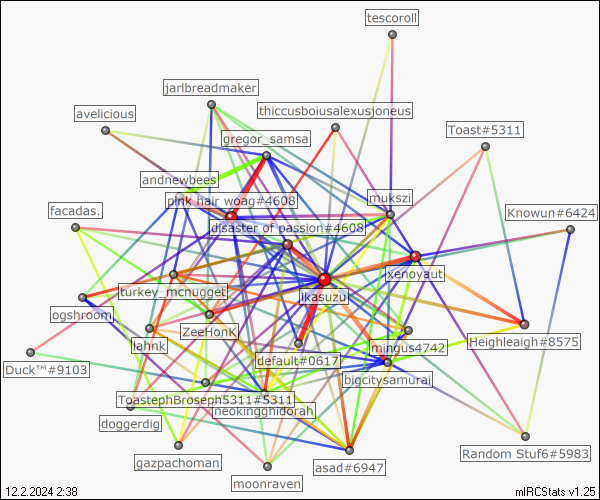 tescoroll
jarlbreadmaker
avelicious
thiccusboiusalexusjoneus
gregor_samsa
Toast#5311
andnewbees
pink hair woag#4608
mukszi
facadas.
disaster of passion#4608
Knowun#6424
xenoyaut
turkey_mcnugget
ikasuzui
ogshroom.
ZeeHonK
Heighleaigh#8575
lahnk
default#0617
mingus4742
Duck™#9103
bigcitysamurai
ToastephBroseph5311#5311
neokingghidorah
doggerdig
gazpachoman
asad#6947
Random Stuf6#5983
moonraven
12.2.2024 2:38
mIRCStats v1.25